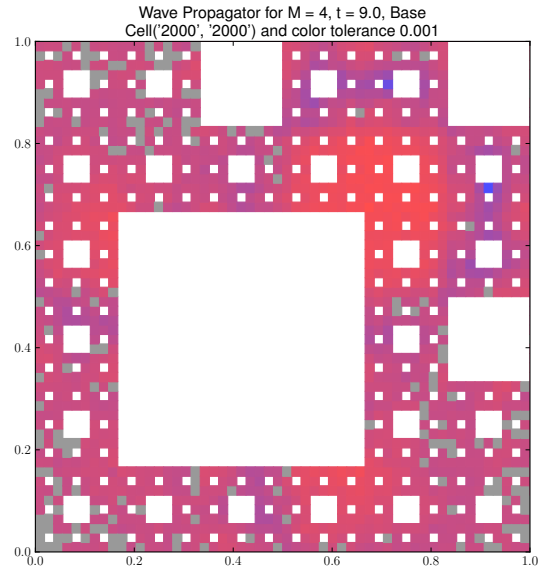 Wave Propagator for M = 4, t = 9.0, Base
Cell('2000', '2000') and color tolerance 0.001
1.0
0.8
0.6
0.4
0.2
0.0
0.0 0.2 0.4 0.6 0.8 1.0